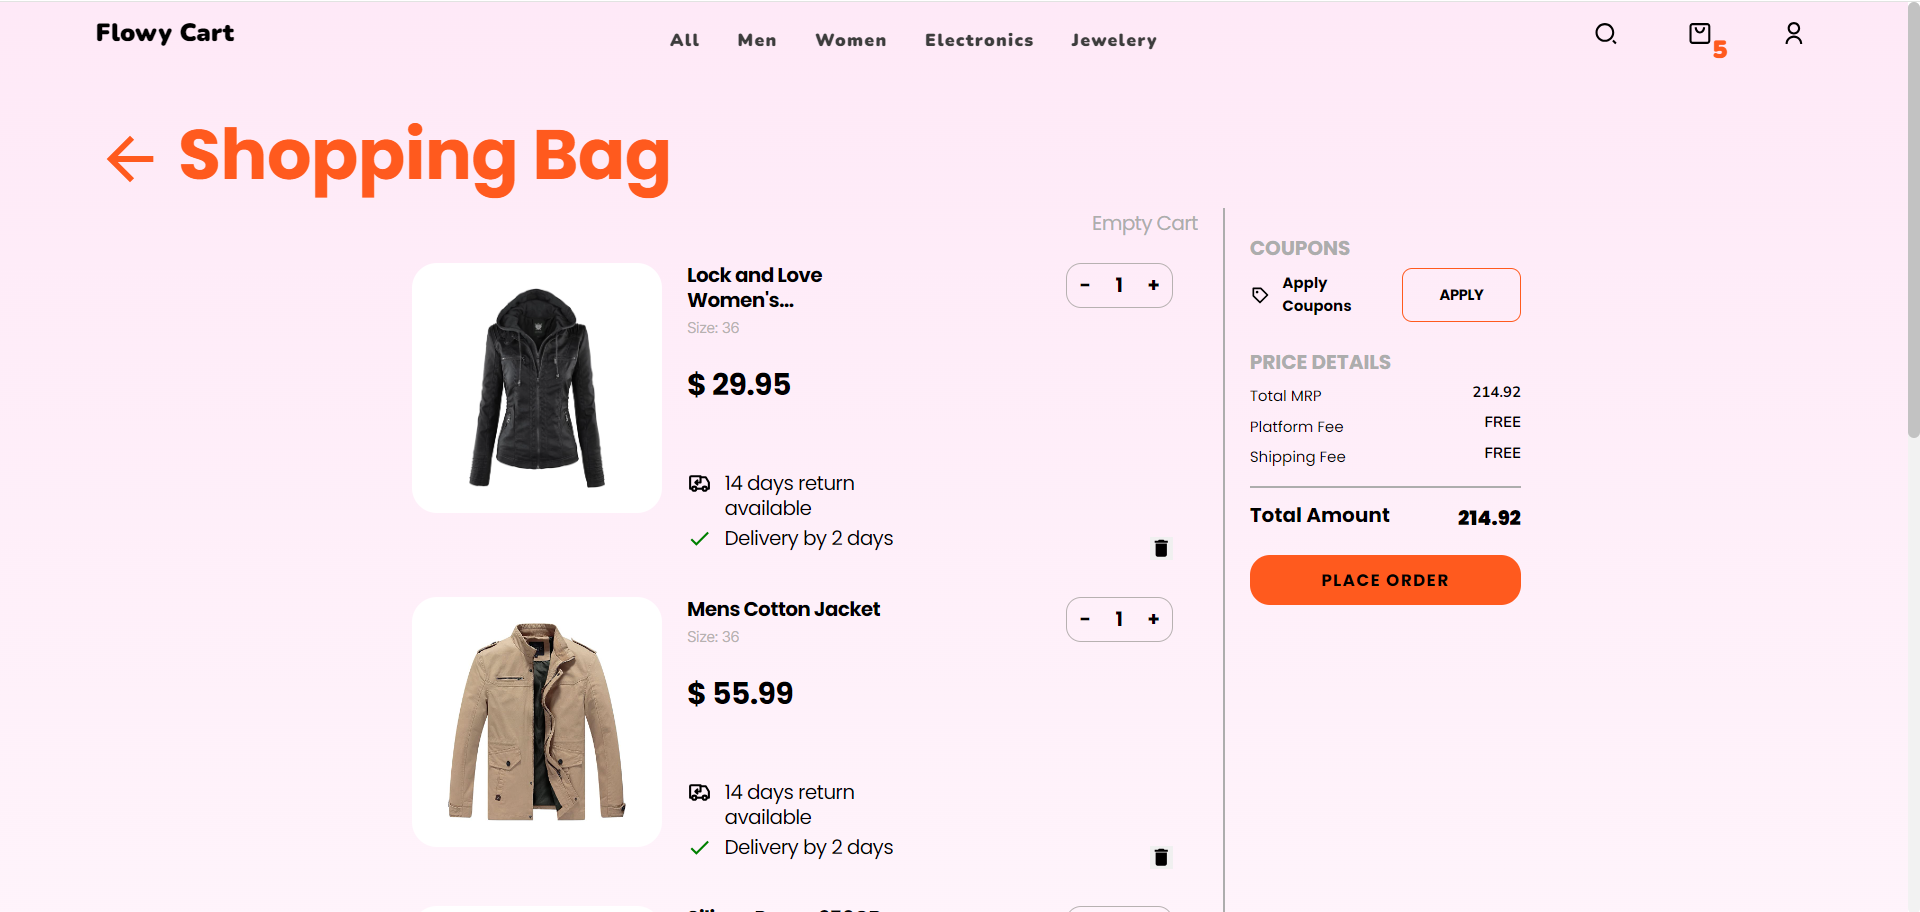 Flowy Cart
All Men Women Electronics Jewelery
5
Shopping Bag
Empty Cart
Lock and Love
Women's...
Size: 36
$ 29.95
14 days return
available
Delivery by 2 days
- 1 +
Mens Cotton Jacket
Size: 36
$ 55.99
14 days return
available
Delivery by 2 days
- 1 +
COUPONS
Apply
Coupons
APPLY
PRICE DETAILS
Total MRP 214.92
Platform Fee FREE
Shipping Fee FREE
Total Amount 214.92
PLACE ORDER